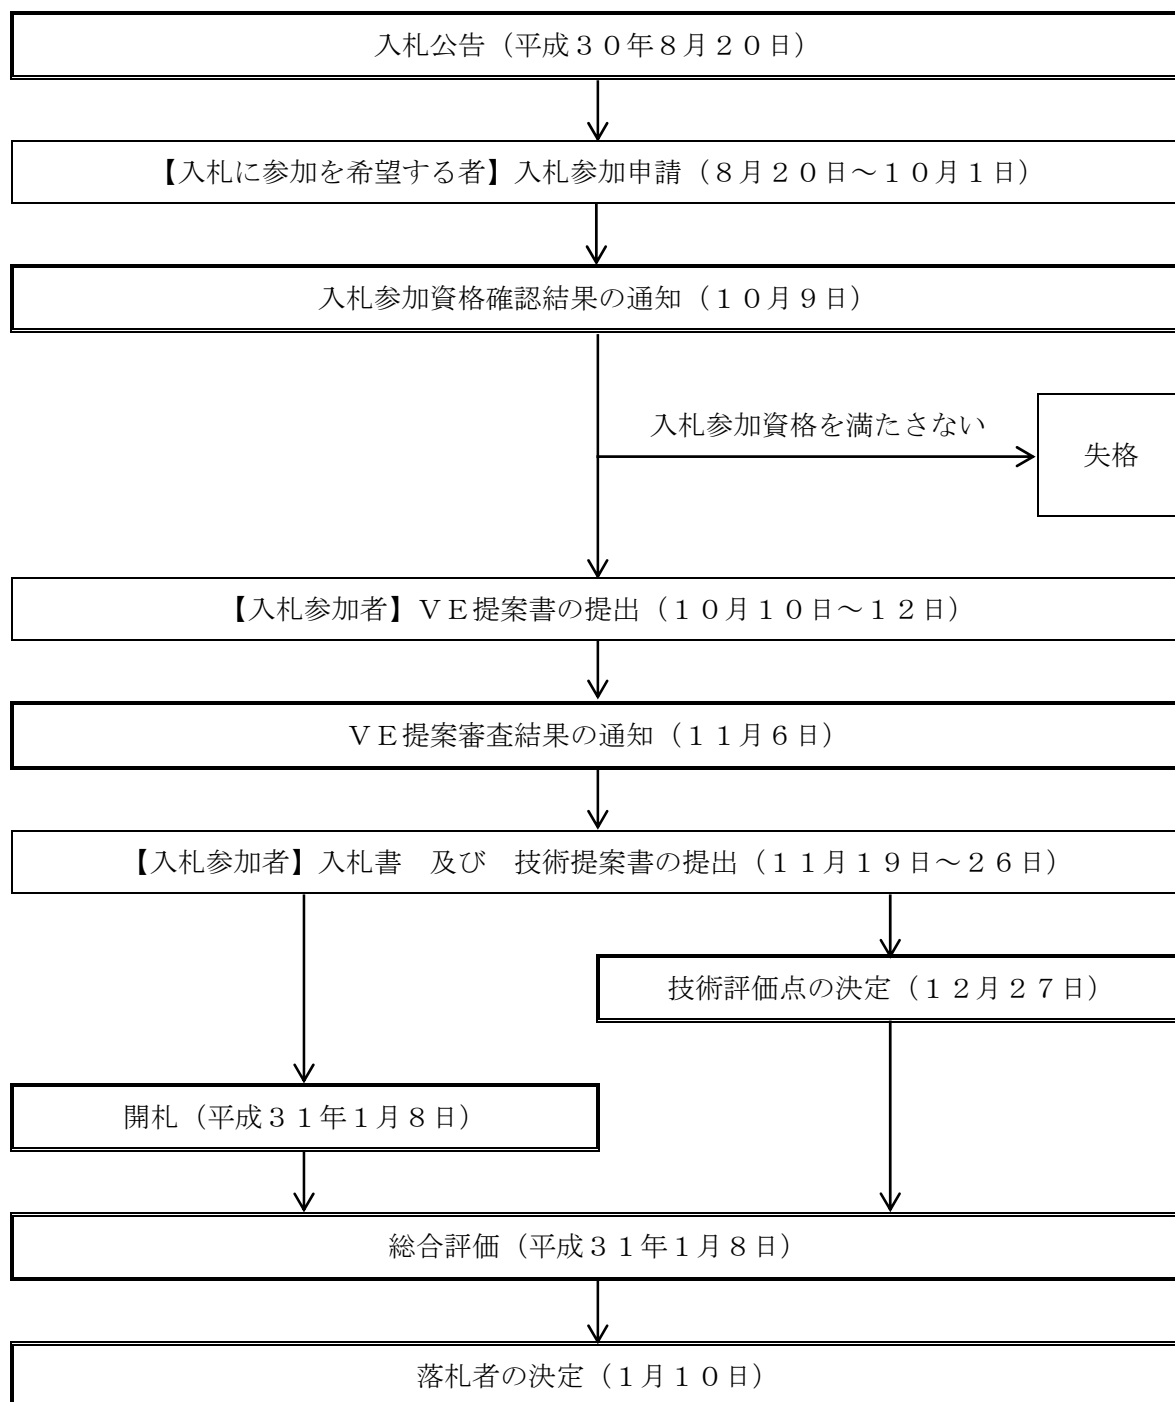 入札公告（平成３０年８月２０日）
【入札に参加を希望する者】入札参加申請（８月２０日～１０月１日）
入札参加資格確認結果の通知（１０月９日）
入札参加資格を満たさない
失格
【入札参加者】ＶＥ提案書の提出（１０月１０日～１２日）
ＶＥ提案審査結果の通知（１１月６日）
【入札参加者】入札書　及び　技術提案書の提出（１１月１９日～２６日）
技術評価点の決定（１２月２７日）
開札（平成３１年１月８日）
総合評価（平成３１年１月８日）
落札者の決定（１月１０日）